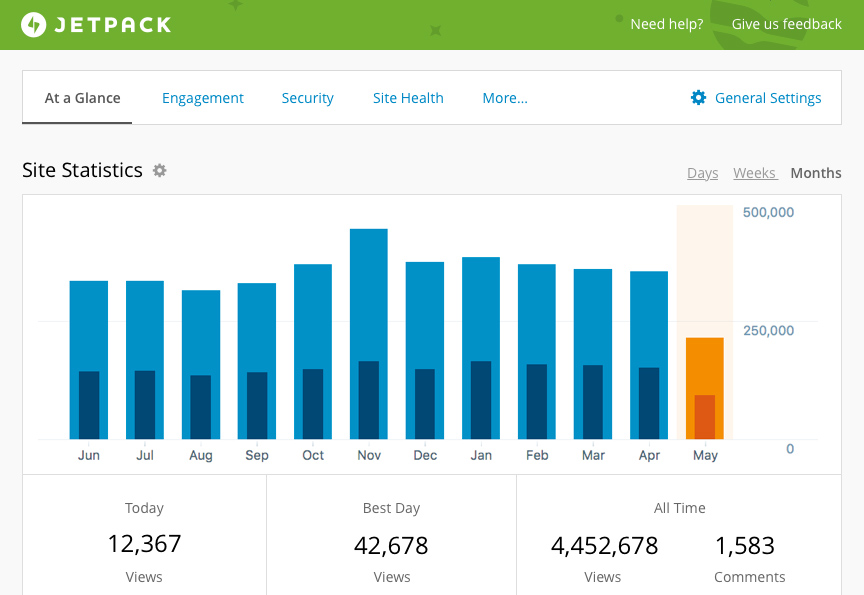 JETPACK
Need help? Give us feedback
At a Glance Engagement Security Site Health More... General Settings
Site Statistics
Days Weeks Months
500,000
250,000
0
Jun Jul Aug Sep Oct Nov Dec Jan Feb Mar Apr May
Today Best Day All Time
12,367 42,678 4,452,678 1,583
Views Views Views Comments